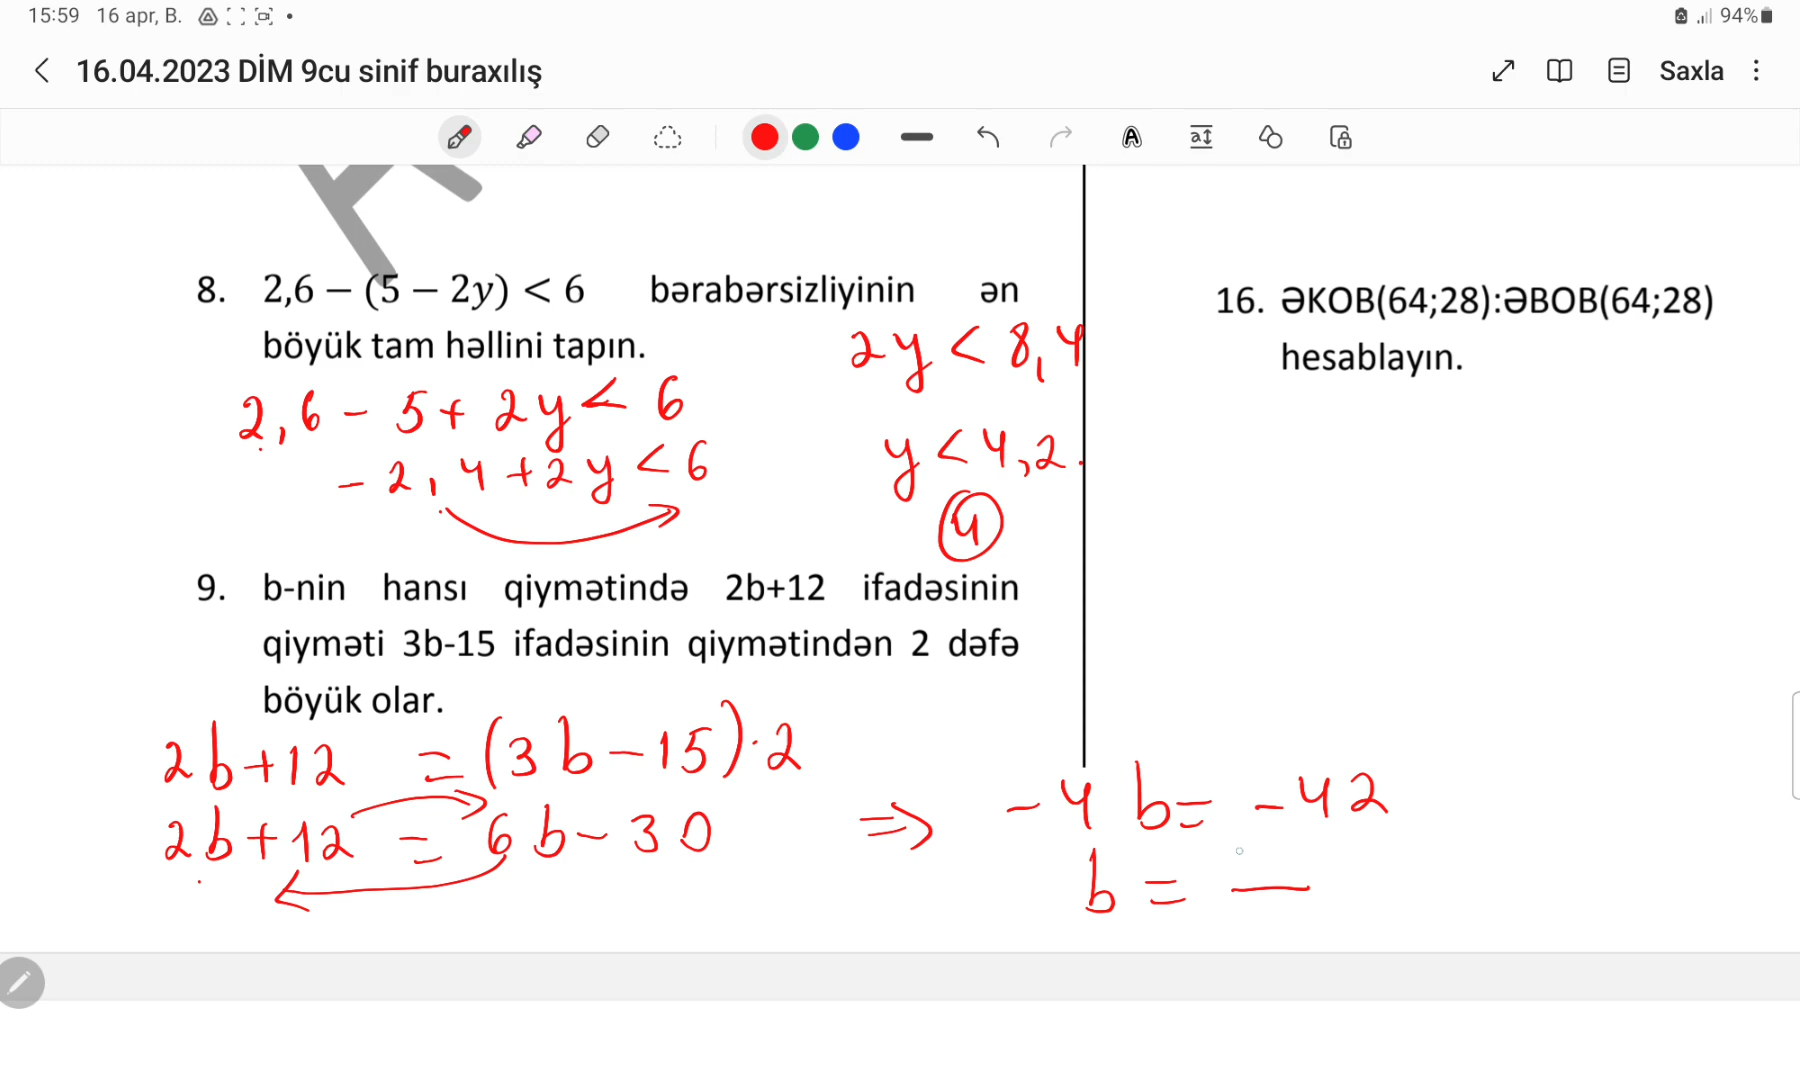 15:59 16 apr, B. 94%
16.04.2023 DİM 9cu sinif buraxılış Saxla
8. 2,6 − (5 − 2y) < 6 bərabərsizliyinin ən
böyük tam həllini tapın.
2y < 8,4
2,6 - 5 + 2y < 6
y < 4,2
- 2,4 + 2y < 6
4
9. b-nin hansı qiymətində 2b+12 ifadəsinin
qiyməti 3b-15 ifadəsinin qiymətindən 2 dəfə
böyük olar.
2b+12 = (3b-15)·2
2b+12 = 6b-30 => -4b = -42
b = —
16. ƏKOB(64;28):ƏBOB(64;28)
hesablayın.